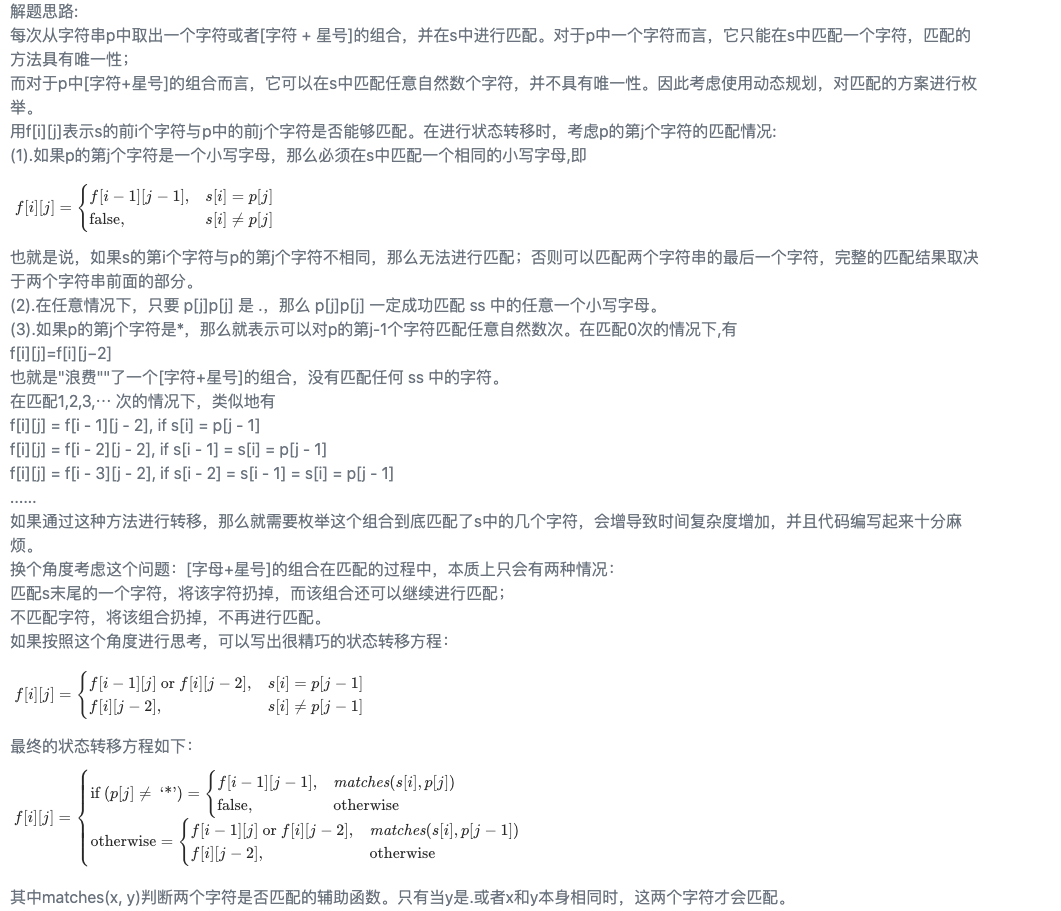 解题思路:
每次从字符串p中取出一个字符或者[字符 + 星号]的组合，并在s中进行匹配。对于p中一个字符而言，它只能在s中匹配一个字符，匹配的
方法具有唯一性；
而对于p中[字符+星号]的组合而言，它可以在s中匹配任意自然数个字符，并不具有唯一性。因此考虑使用动态规划，对匹配的方案进行枚
举。
用f[i][j]表示s的前i个字符与p中的前j个字符是否能够匹配。在进行状态转移时，考虑p的第j个字符的匹配情况:
(1).如果p的第j个字符是一个小写字母，那么必须在s中匹配一个相同的小写字母,即
f[i][j] = { f[i − 1][j − 1], s[i] = p[j]
false, s[i] ≠ p[j]
也就是说，如果s的第i个字符与p的第j个字符不相同，那么无法进行匹配；否则可以匹配两个字符串的最后一个字符，完整的匹配结果取决
于两个字符串前面的部分。
(2).在任意情况下，只要 p[j]p[j] 是 .，那么 p[j]p[j] 一定成功匹配 ss 中的任意一个小写字母。
(3).如果p的第j个字符是*，那么就表示可以对p的第j-1个字符匹配任意自然数次。在匹配0次的情况下,有
f[i][j]=f[i][j−2]
也就是"浪费""了一个[字符+星号]的组合，没有匹配任何 ss 中的字符。
在匹配1,2,3,··· 次的情况下，类似地有
f[i][j] = f[i - 1][j - 2], if s[i] = p[j - 1]
f[i][j] = f[i - 2][j - 2], if s[i - 1] = s[i] = p[j - 1]
f[i][j] = f[i - 3][j - 2], if s[i - 2] = s[i - 1] = s[i] = p[j - 1]
......
如果通过这种方法进行转移，那么就需要枚举这个组合到底匹配了s中的几个字符，会增导致时间复杂度增加，并且代码编写起来十分麻
烦。
换个角度考虑这个问题：[字母+星号]的组合在匹配的过程中，本质上只会有两种情况：
匹配s末尾的一个字符，将该字符扔掉，而该组合还可以继续进行匹配；
不匹配字符，将该组合扔掉，不再进行匹配。
如果按照这个角度进行思考，可以写出很精巧的状态转移方程：
f[i][j] = { f[i − 1][j] or f[i][j − 2], s[i] = p[j − 1]
f[i][j − 2], s[i] ≠ p[j − 1]
最终的状态转移方程如下：
f[i][j] = { if (p[j] ≠ ‘*’) = { f[i − 1][j − 1], matches(s[i], p[j])
false, otherwise
otherwise = { f[i − 1][j] or f[i][j − 2], matches(s[i], p[j − 1])
f[i][j − 2], otherwise
其中matches(x, y)判断两个字符是否匹配的辅助函数。只有当y是.或者x和y本身相同时，这两个字符才会匹配。